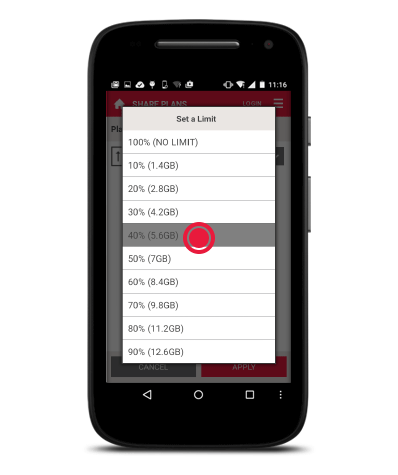 11:16
SHARE PLANS LOGIN
Set a Limit
Pla
100% (NO LIMIT)
10% (1.4GB)
20% (2.8GB)
30% (4.2GB)
40% (5.6GB)
50% (7GB)
60% (8.4GB)
70% (9.8GB)
80% (11.2GB)
90% (12.6GB)
CANCEL APPLY